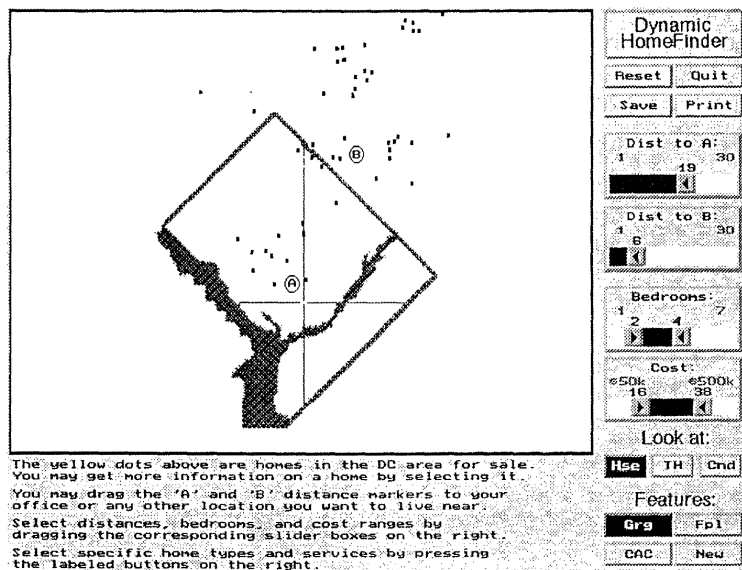 Dynamic
HomeFinder
Reset Quit
Save Print
Dist to A:
1 30
19
Dist to B:
1 30
6
Bedrooms:
1 7
2 4
Cost:
©50k ©500k
16 38
Look at:
Hse TH Cnd
Features:
Grg Fpl
CAC New
B
A
The yellow dots above are homes in the DC area for sale.
You may get more information on a home by selecting it.
You may drag the 'A' and 'B' distance markers to your
office or any other location you want to live near.
Select distances, bedrooms, and cost ranges by
dragging the corresponding slider boxes on the right.
Select specific home types and services by pressing
the labeled buttons on the right.